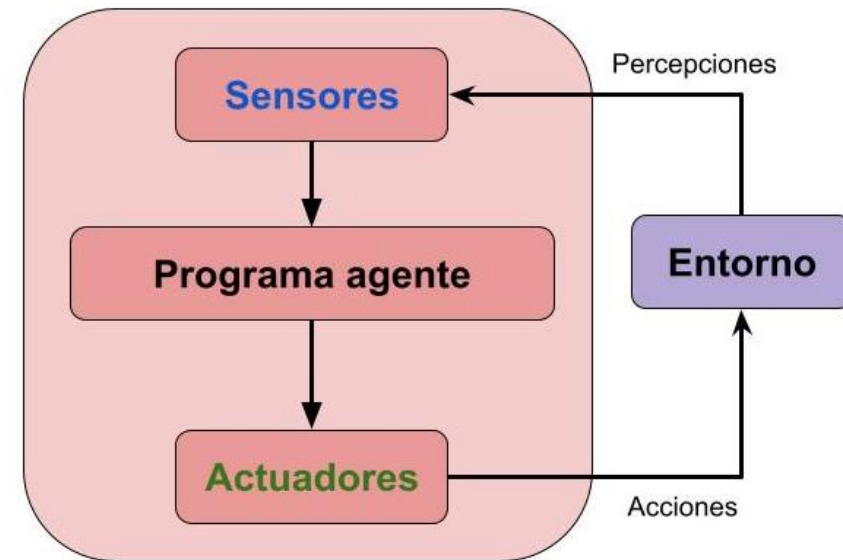 Percepciones
Sensores
Programa agente
Entorno
Actuadores
Acciones